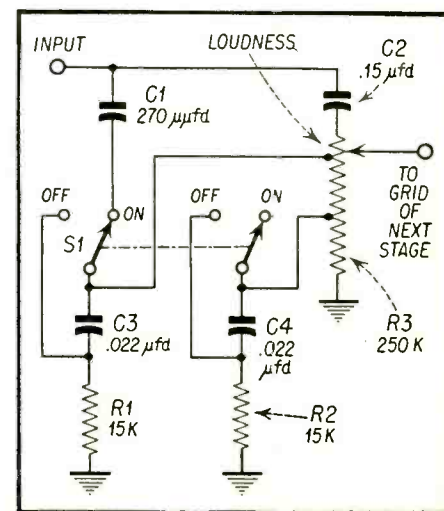 INPUT
LOUDNESS
C2
.15 µfd
C1
270 µµfd
OFF
ON
OFF
ON
TO
GRID
OF
NEXT
STAGE
S1
C3
.022 µfd
C4
.022
µfd
R3
250 K
R1
15K
R2
15K